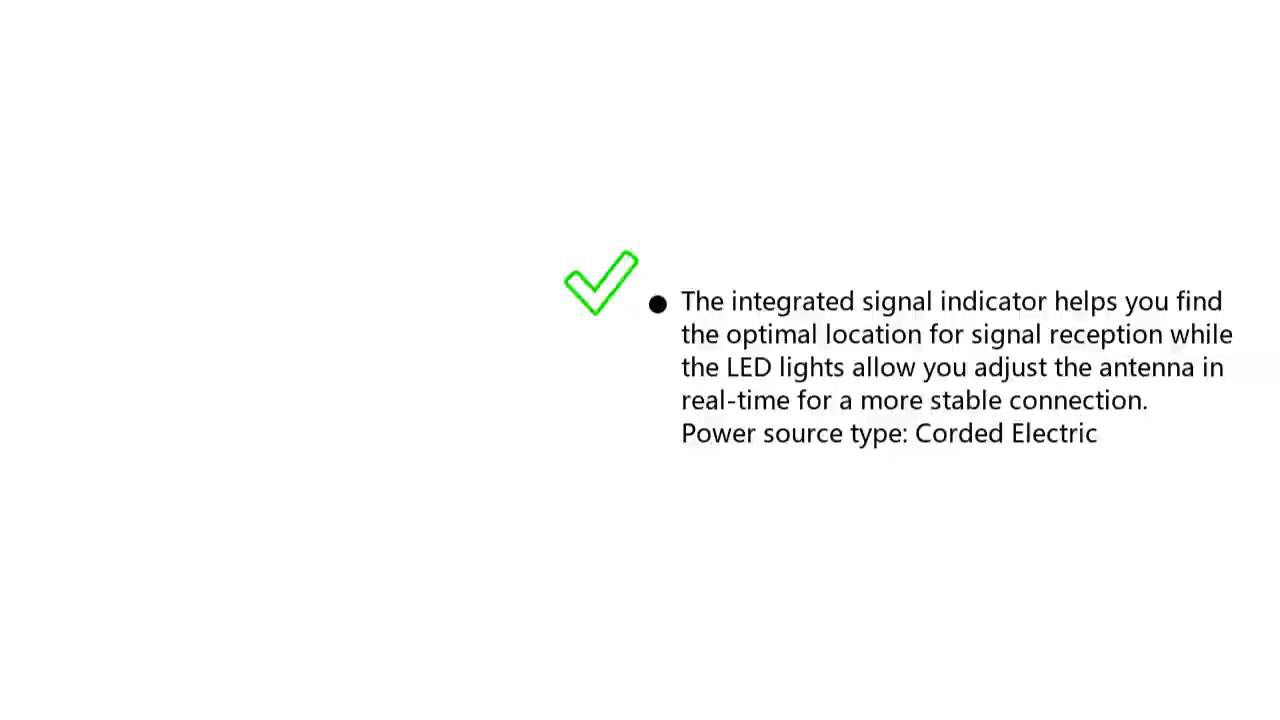 ● The integrated signal indicator helps you find
the optimal location for signal reception while
the LED lights allow you adjust the antenna in
real-time for a more stable connection.
Power source type: Corded Electric